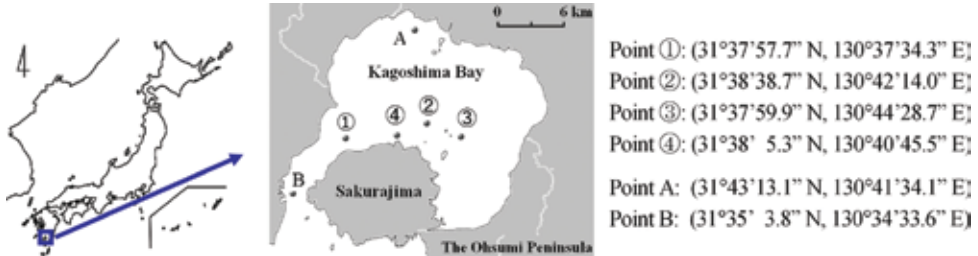 4
0 6 km
A
Kagoshima Bay
① ④ ② ③
B
Sakurajima
The Ohsumi Peninsula
Point ①: (31°37’57.7” N, 130°37’34.3” E)
Point ②: (31°38’38.7” N, 130°42’14.0” E)
Point ③: (31°37’59.9” N, 130°44’28.7” E)
Point ④: (31°38’ 5.3” N, 130°40’45.5” E)
Point A: (31°43’13.1” N, 130°41’34.1” E)
Point B: (31°35’ 3.8” N, 130°34’33.6” E)